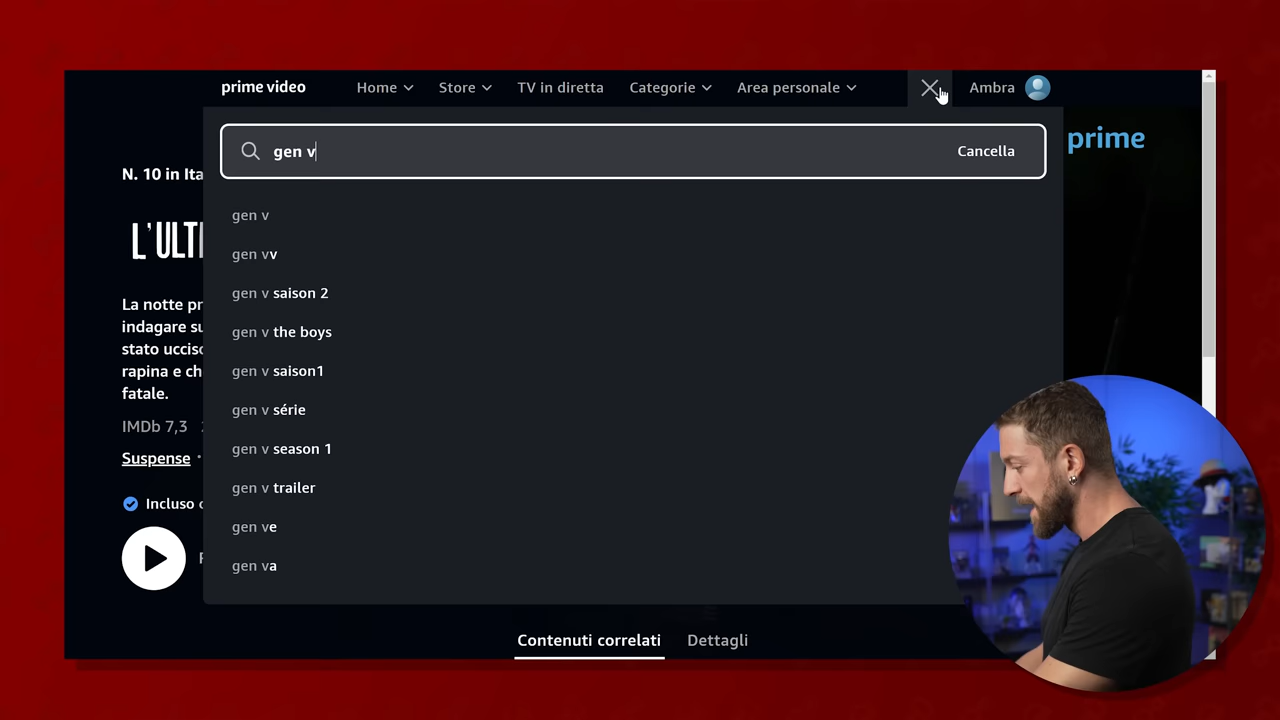 prime video
Home
Store
TV in diretta
Categorie
Area personale
Ambra
gen v
Cancella
prime
gen v
gen vv
gen v saison 2
gen v the boys
gen v saison1
gen v série
gen v season 1
gen v trailer
gen ve
gen va
N. 10 in Ita
L'ULTI
La notte pr
indagare su
stato ucciso
rapina e ch
fatale.
IMDb 7,3
Suspense
Incluso
Contenuti correlati
Dettagli